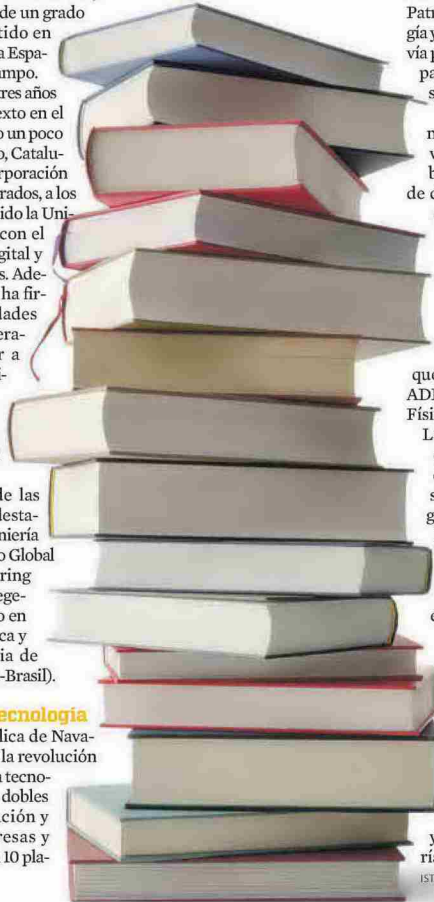 de un grado
tido en
a Espa-
ampo.
tres años
exto en el
o un poco
o, Catalu-
rporación
rados, a los
ido la Uni-
con el
gital y
s. Ade-
ha fir-
dades
era-
r a
i-
de las
desta-
niería
o Global
ring
ege-
o en
ca y
ia de
-Brasil).
ecnología
lica de Nava-
la revolución
a tecno-
dobles
ción y
resas y
10 pla-
Patr
gía y
vía p
pa
s
n
v
b
de c
que
ADE
Físi
L
s
g
e
y
ría
IST